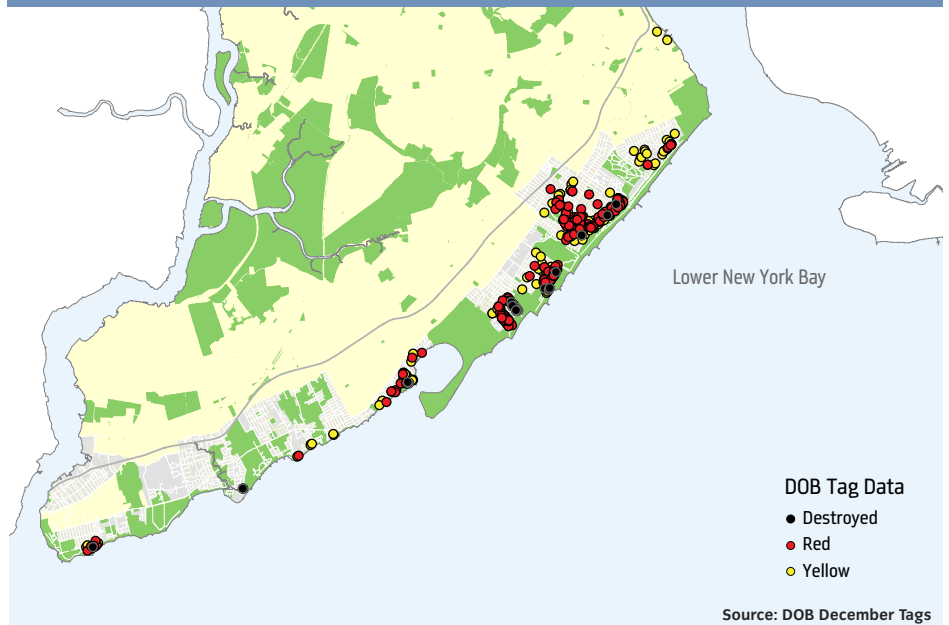 Lower New York Bay
DOB Tag Data
Destroyed
Red
Yellow
Source: DOB December Tags